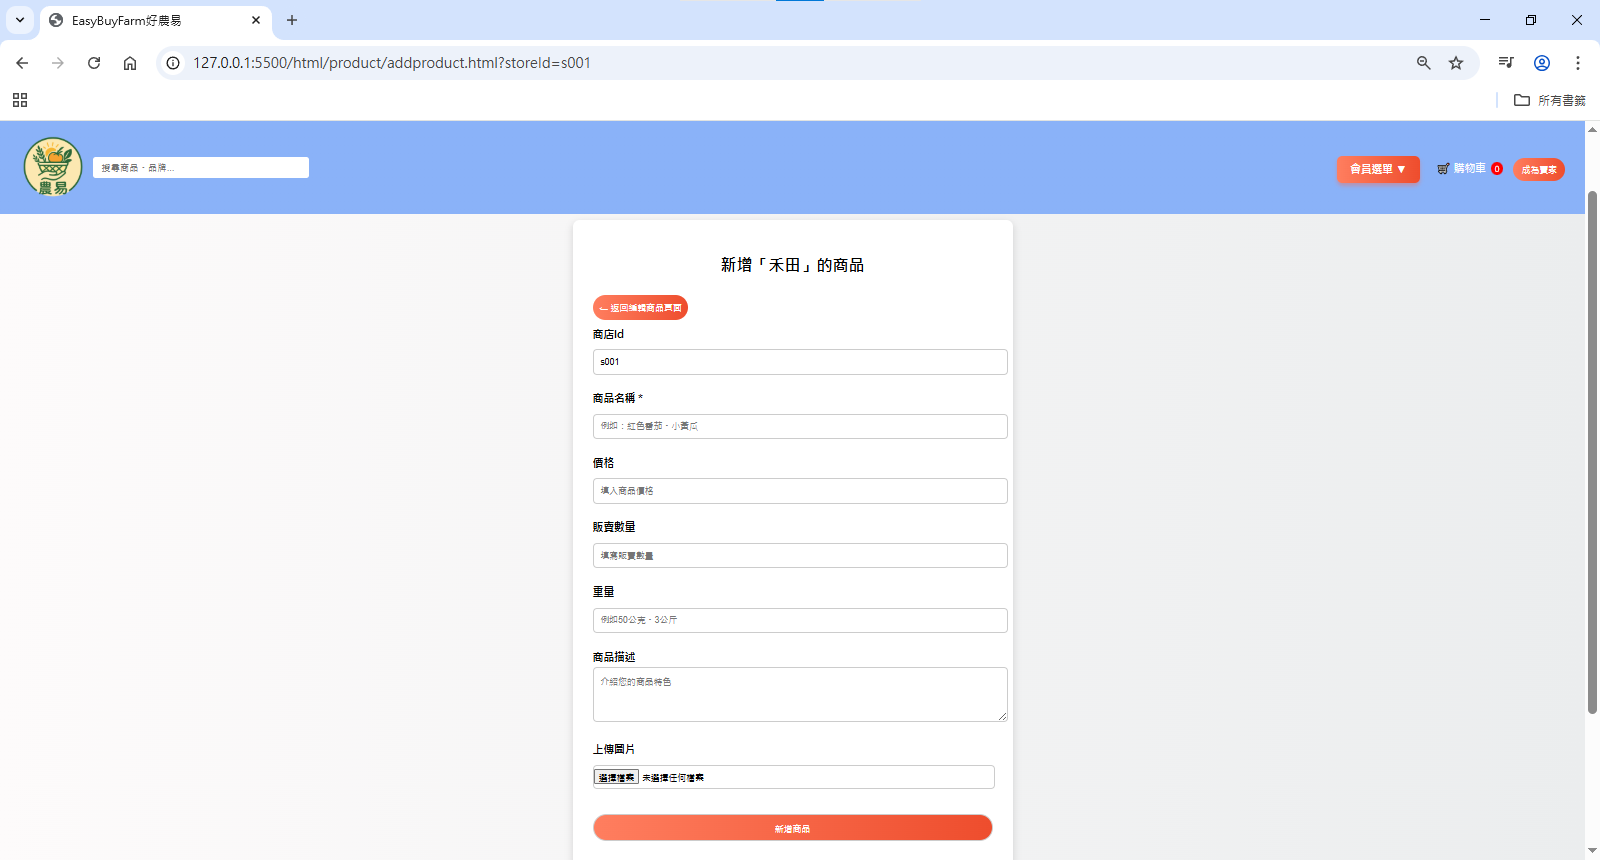 EasyBuyFarm好農易
127.0.0.1:5500/html/product/addproduct.html?storeId=s001
所有書籤
農易
搜尋商品、品牌...
會員選單 ▼
購物車 0
成為賣家
新增「禾田」的商品
← 返回編輯商品頁面
商店Id
s001
商品名稱 *
例如：紅色番茄、小黃瓜
價格
填入商品價格
販賣數量
填寫販賣數量
重量
例如50公克、3公斤
商品描述
介紹您的商品特色
上傳圖片
選擇檔案 未選擇任何檔案
新增商品